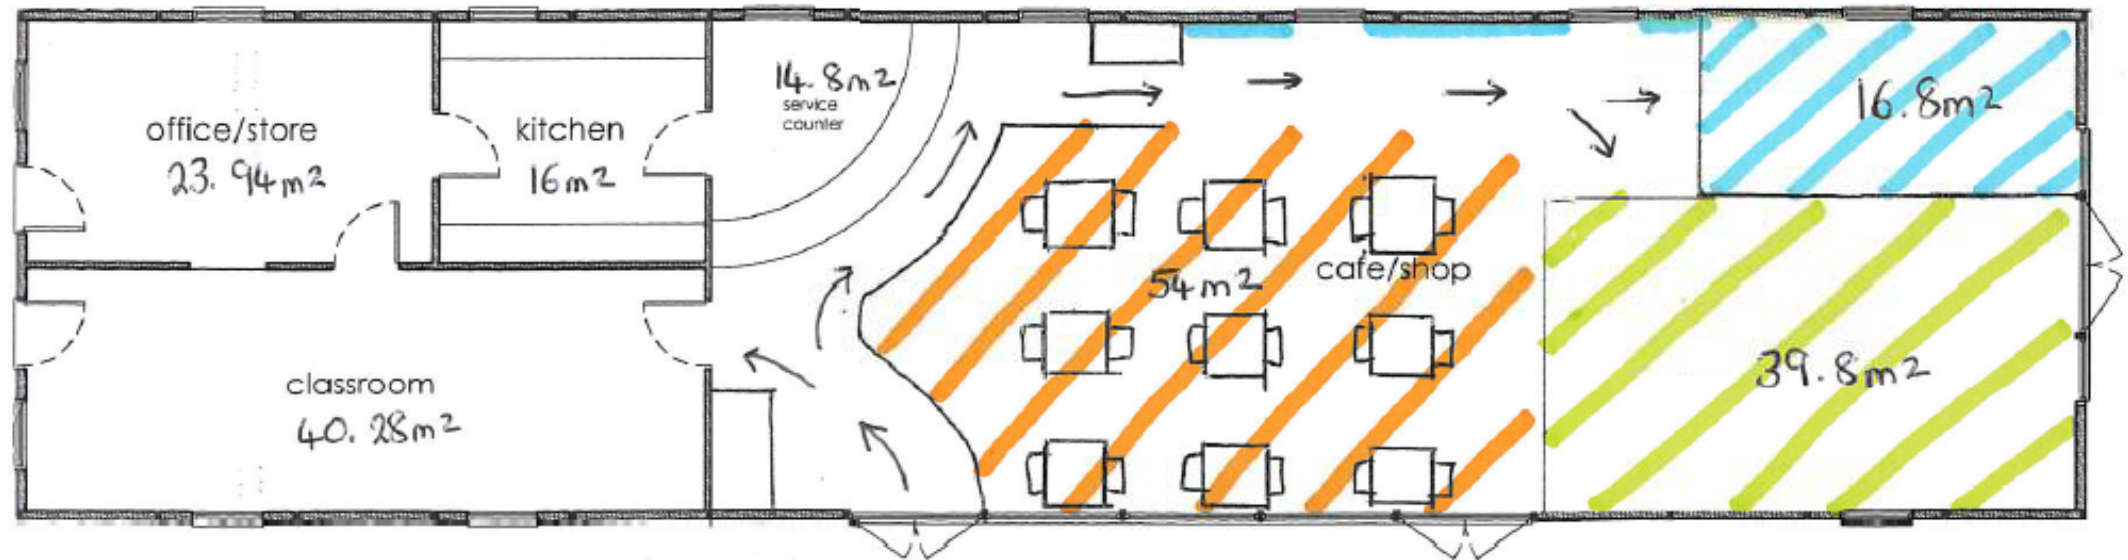 office/store
23.94m2
kitchen
16m2
14.8m2
service
counter
16.8m2
54m2
cafe/shop
39.8m2
classroom
40.28m2